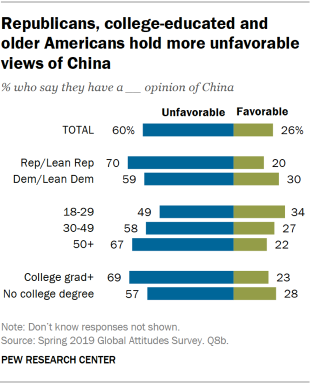 Republicans, college-educated and
older Americans hold more unfavorable
views of China
% who say they have a __ opinion of China
Unfavorable Favorable
TOTAL 60% 26%
Rep/Lean Rep 70 20
Dem/Lean Dem 59 30
18-29 49 34
30-49 58 27
50+ 67 22
College grad+ 69 23
No college degree 57 28
Note: Don't know responses not shown.
Source: Spring 2019 Global Attitudes Survey. Q8b.
PEW RESEARCH CENTER